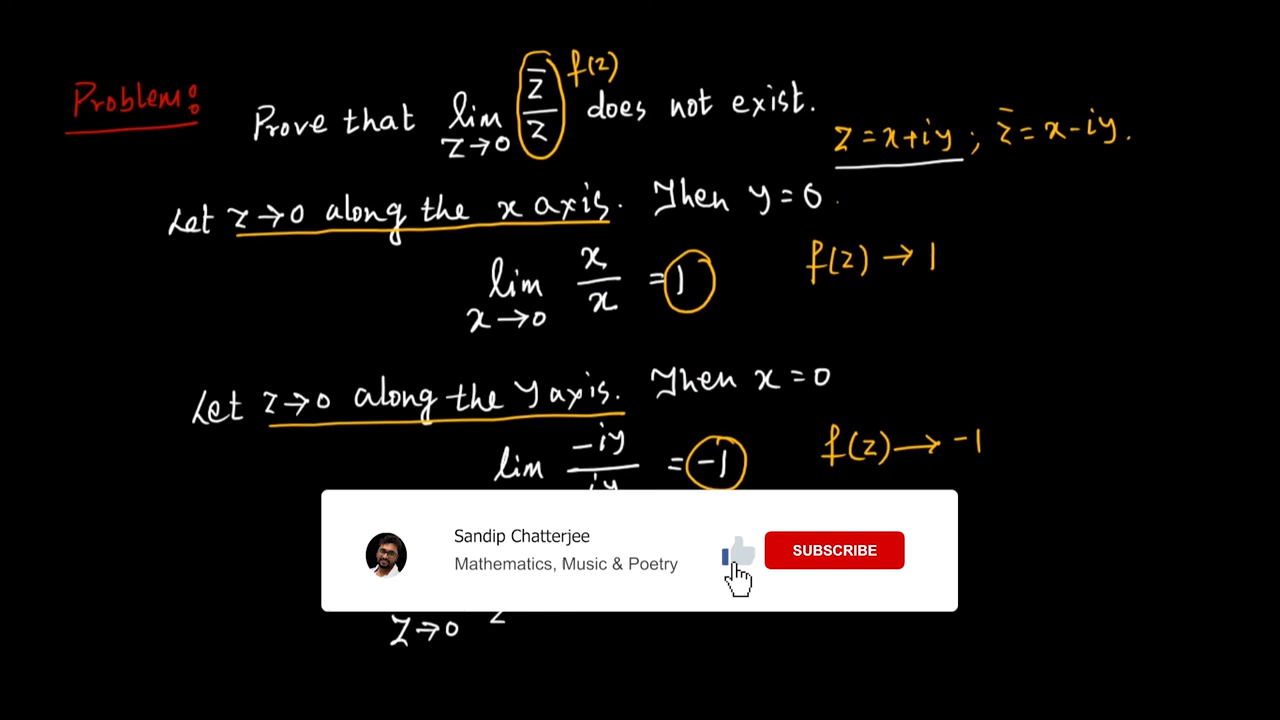 Problem:
Prove that lim z→0 z̄/z does not exist.
f(z)
z = x+iy ; z̄ = x-iy.
Let z→0 along the x axis. Then y=0.
lim x→0 x/x = 1
f(z) → 1
Let z→0 along the y axis. Then x=0
lim -iy/iy = -1
f(z) → -1
Sandip Chatterjee
Mathematics, Music & Poetry
SUBSCRIBE
z→0